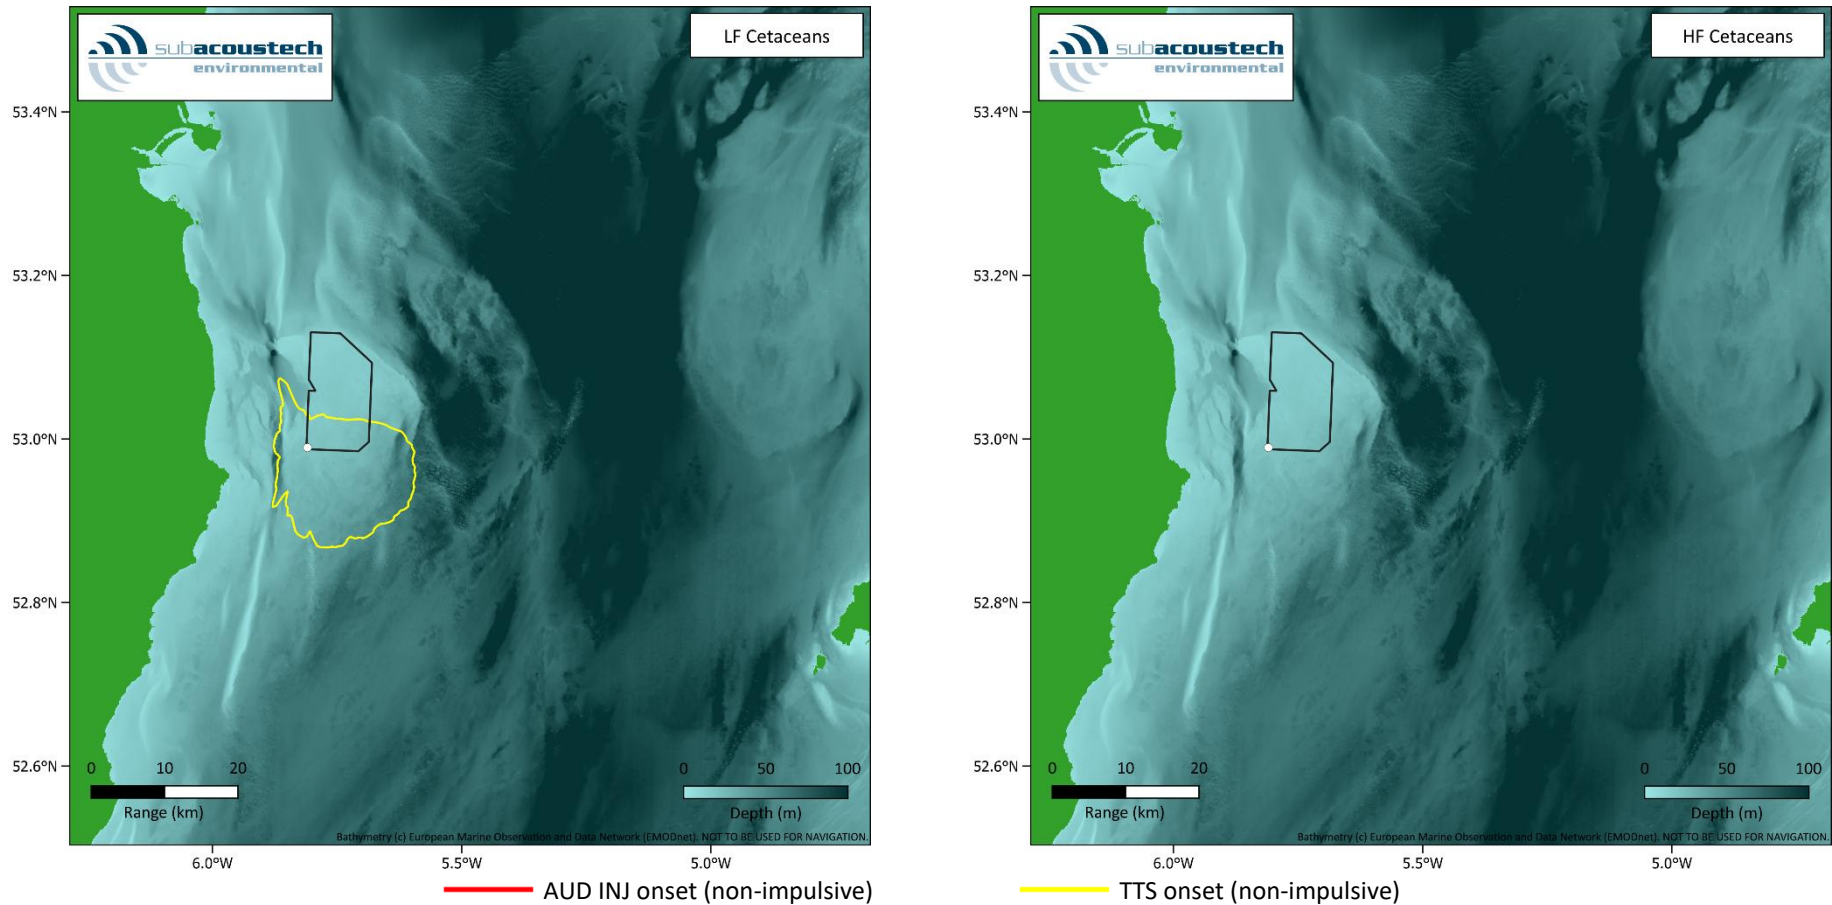 subacoustech
environmental
LF Cetaceans
53.4°N
53.2°N
53.0°N
52.8°N
52.6°N
0 10 20
Range (km)
0 50 100
Depth (m)
Bathymetry (c) European Marine Observation and Data Network (EMODnet). NOT TO BE USED FOR NAVIGATION.
6.0°W 5.5°W 5.0°W
subacoustech
environmental
HF Cetaceans
53.4°N
53.2°N
53.0°N
52.8°N
52.6°N
0 10 20
Range (km)
0 50 100
Depth (m)
Bathymetry (c) European Marine Observation and Data Network (EMODnet). NOT TO BE USED FOR NAVIGATION.
6.0°W 5.5°W 5.0°W
AUD INJ onset (non-impulsive) TTS onset (non-impulsive)